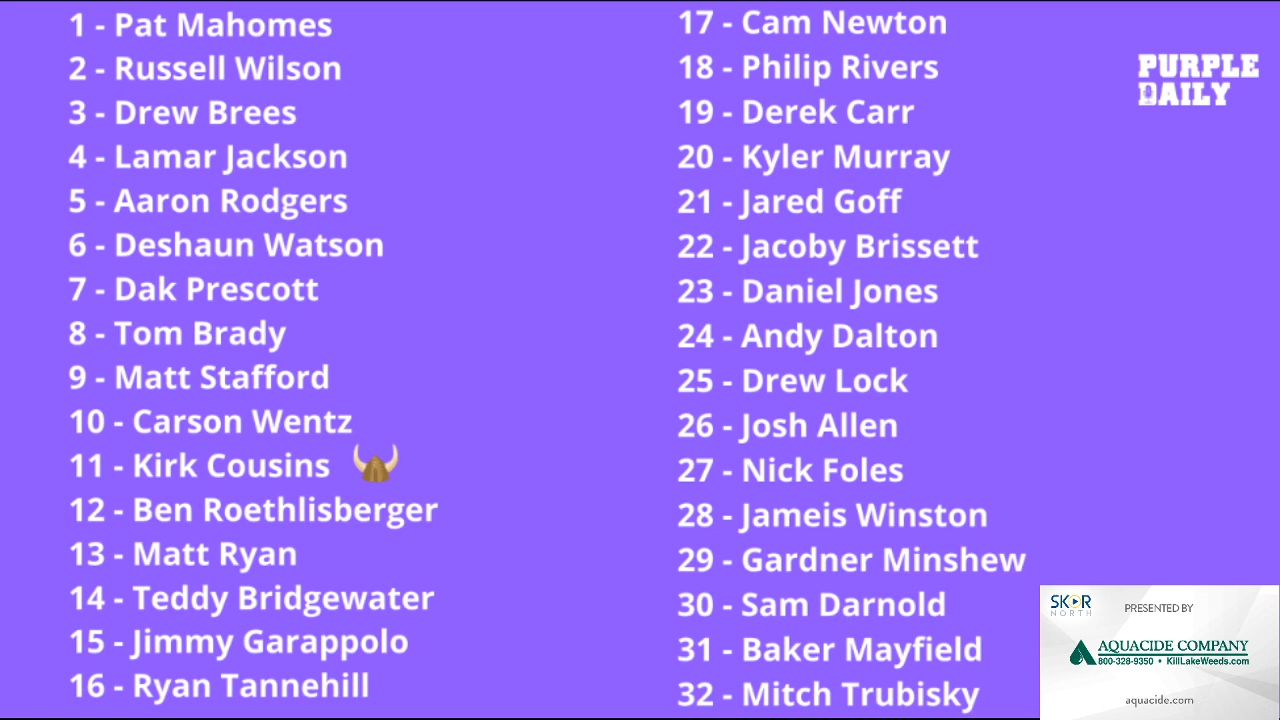 1 - Pat Mahomes
2 - Russell Wilson
3 - Drew Brees
4 - Lamar Jackson
5 - Aaron Rodgers
6 - Deshaun Watson
7 - Dak Prescott
8 - Tom Brady
9 - Matt Stafford
10 - Carson Wentz
11 - Kirk Cousins
12 - Ben Roethlisberger
13 - Matt Ryan
14 - Teddy Bridgewater
15 - Jimmy Garappolo
16 - Ryan Tannehill
17 - Cam Newton
18 - Philip Rivers
19 - Derek Carr
20 - Kyler Murray
21 - Jared Goff
22 - Jacoby Brissett
23 - Daniel Jones
24 - Andy Dalton
25 - Drew Lock
26 - Josh Allen
27 - Nick Foles
28 - Jameis Winston
29 - Gardner Minshew
30 - Sam Darnold
31 - Baker Mayfield
32 - Mitch Trubisky
PURPLE
DAILY
SKOR
NORTH
PRESENTED BY
AQUACIDE COMPANY
800-328-9350 • KillLakeWeeds.com
aquacide.com